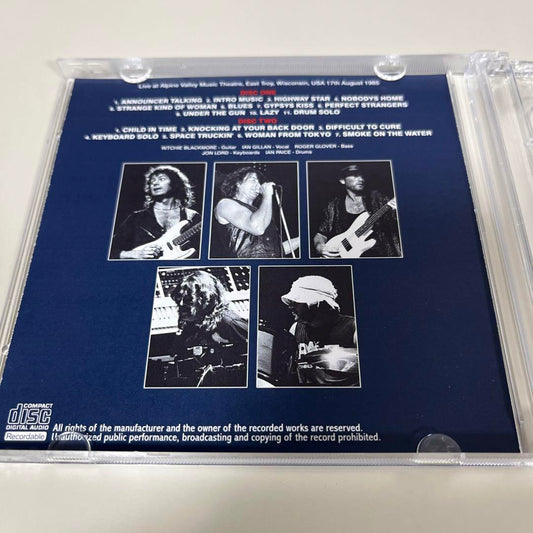 Live at Alpine Valley Music Theatre, East Troy, Wisconsin, USA 17th August 1985
DISC ONE
1. ANNOUNCER TALKING 2. INTRO MUSIC 3. HIGHWAY STAR 4. NOBODYS HOME
5. STRANGE KIND OF WOMAN 6. BLUES 7. GYPSYS KISS 8. PERFECT STRANGERS
9. UNDER THE GUN 10. LAZY 11. DRUM SOLO
DISC TWO
1. CHILD IN TIME 2. KNOCKING AT YOUR BACK DOOR 3. DIFFICULT TO CURE
4. KEYBOARD SOLO 5. SPACE TRUCKIN' 6. WOMAN FROM TOKYO 7. SMOKE ON THE WATER
RITCHIE BLACKMORE - Guitar IAN GILLAN - Vocal ROGER GLOVER - Bass
JON LORD - Keyboards IAN PAICE - Drums
COMPACT
disc
DIGITAL AUDIO
Recordable
All rights of the manufacturer and the owner of the recorded works are reserved.
Unauthorized public performance, broadcasting and copying of the record prohibited.